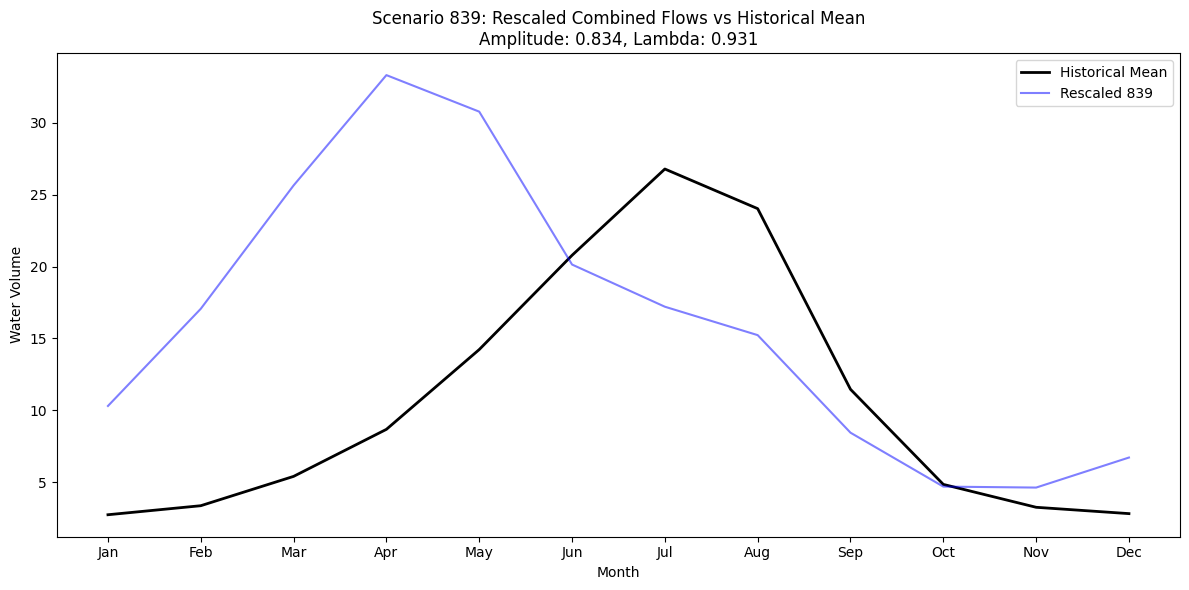 Scenario 839: Rescaled Combined Flows vs Historical Mean
Amplitude: 0.834, Lambda: 0.931
Historical Mean
Rescaled 839
Water Volume
30
25
20
15
10
5
Jan Feb Mar Apr May Jun Jul Aug Sep Oct Nov Dec
Month